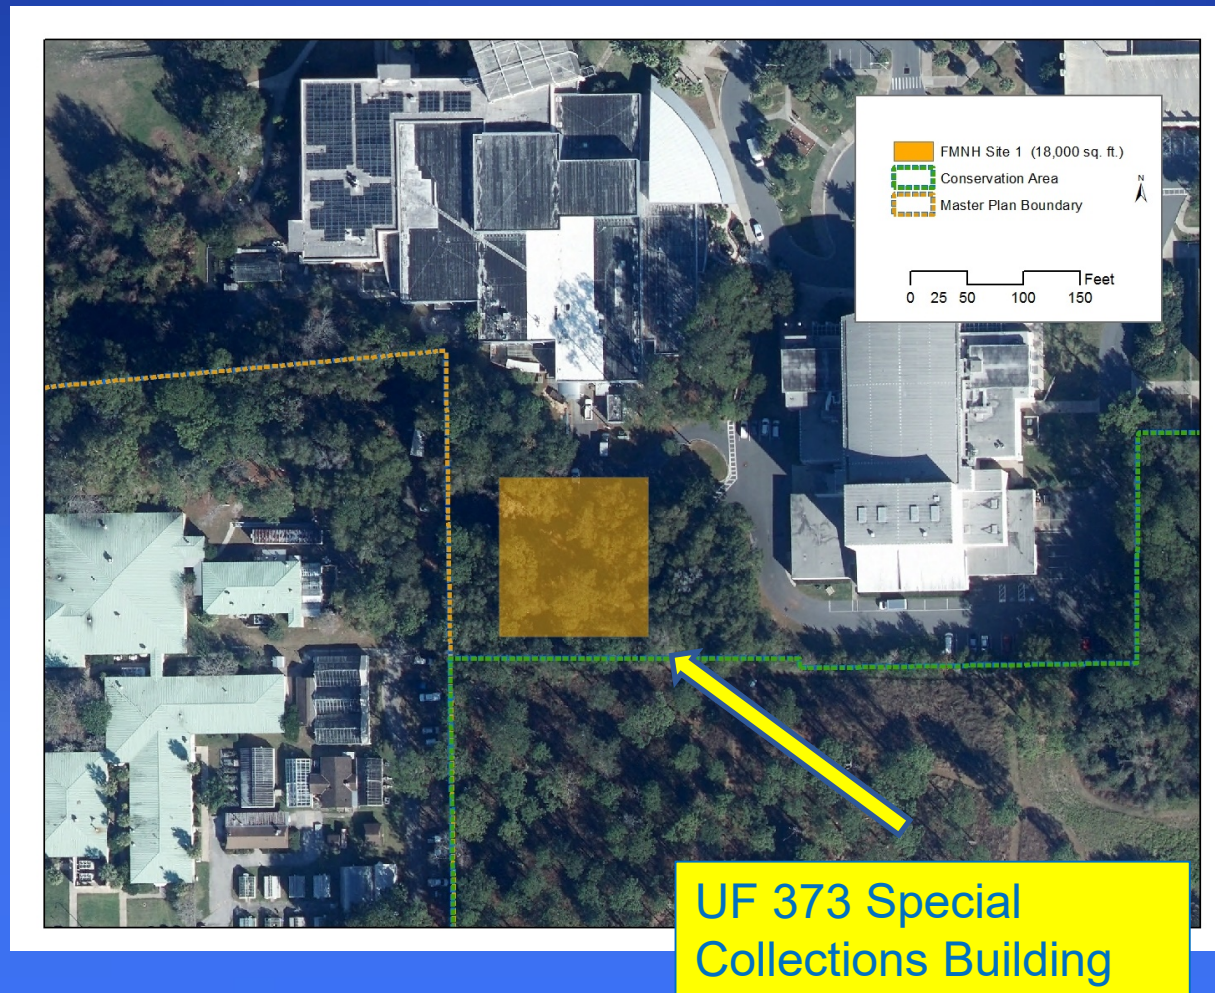 FMNH Site 1 (18,000 sq. ft.)
Conservation Area
Master Plan Boundary
N
Feet
0 25 50 100 150
UF 373 Special
Collections Building